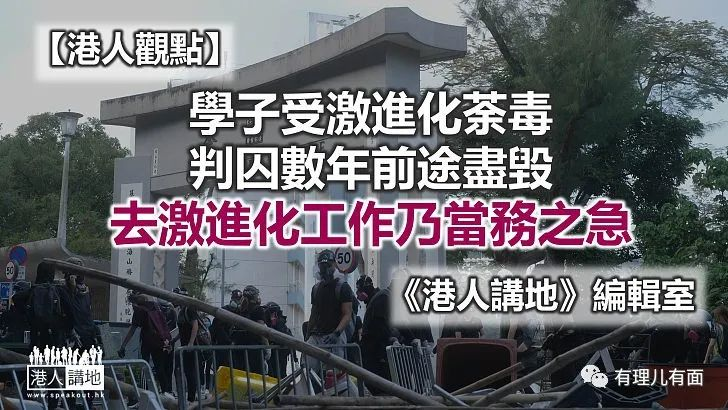 【港人觀點】
學子受激進化荼毒
判囚數年前途盡毀
去激進化工作乃當務之急
《港人講地》編輯室
50
50
港人講地
www.speakout.hk
有理儿有面